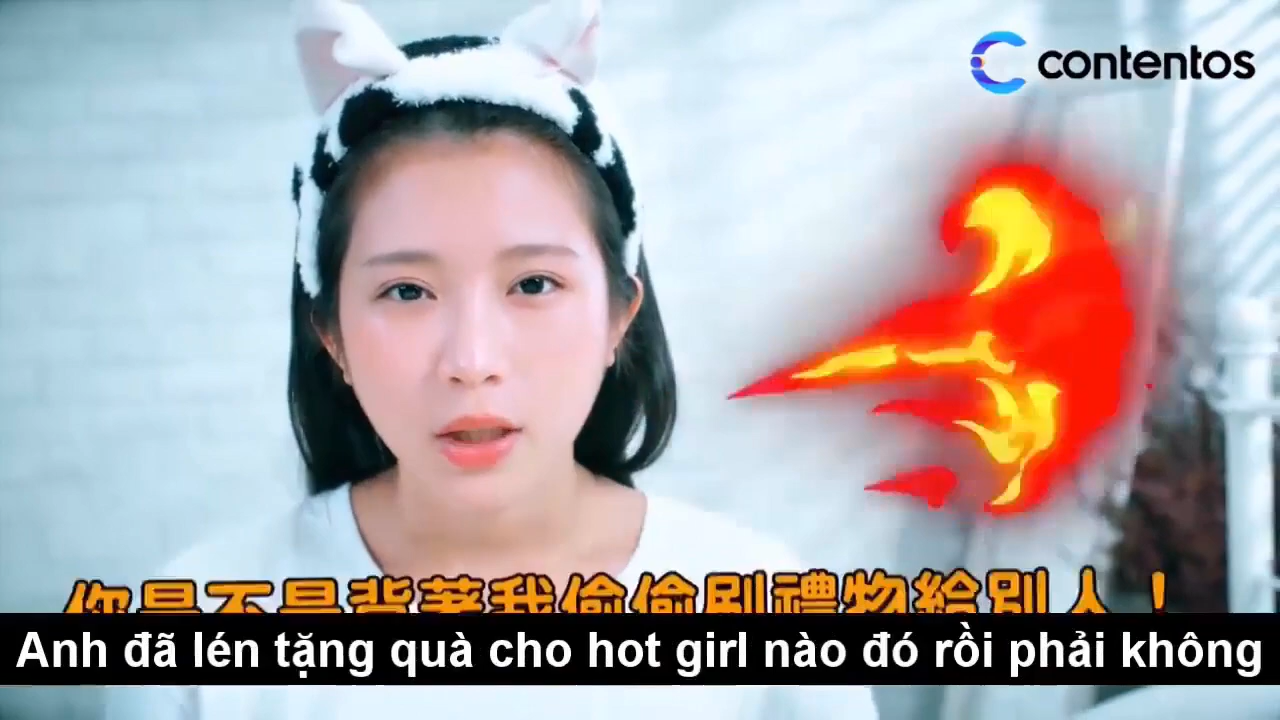 contentos
你是不是背著我偷偷刷禮物給別人！
Anh đã lén tặng quà cho hot girl nào đó rồi phải không